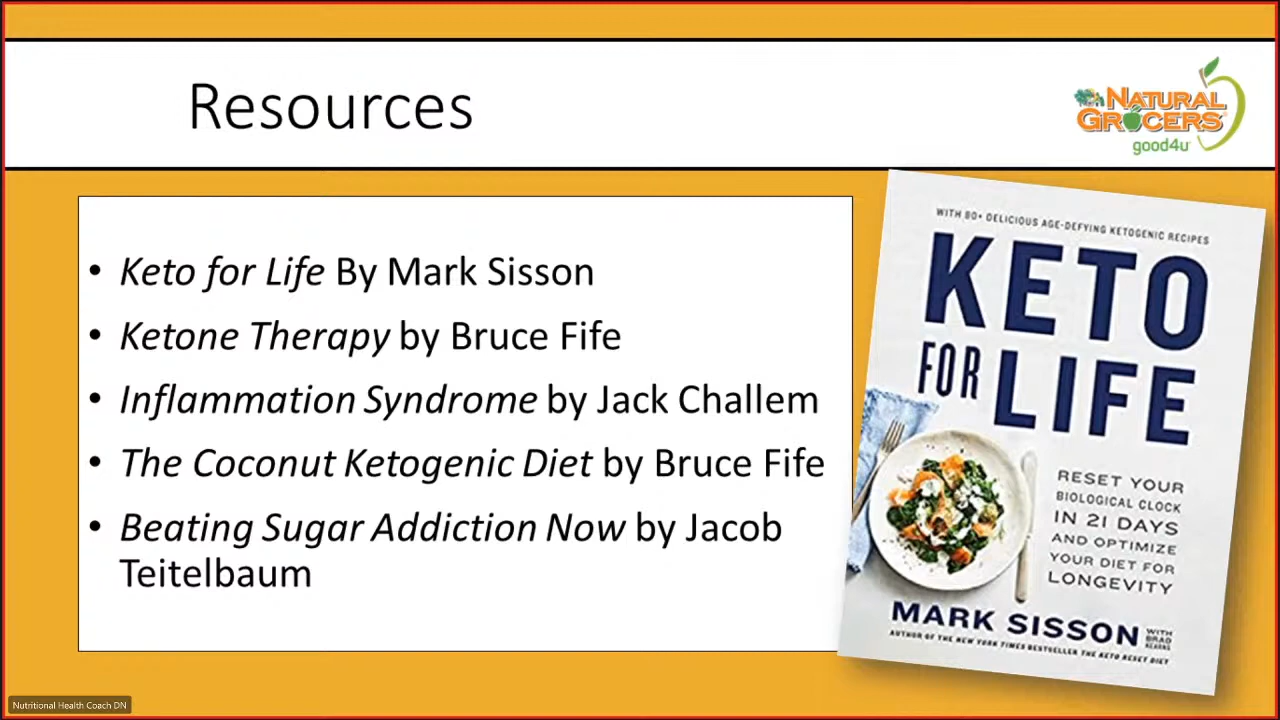 Resources
NATURAL
GROCERS
good4u
• Keto for Life By Mark Sisson
• Ketone Therapy by Bruce Fife
• Inflammation Syndrome by Jack Challem
• The Coconut Ketogenic Diet by Bruce Fife
• Beating Sugar Addiction Now by Jacob
Teitelbaum
WITH 80+ DELICIOUS AGE-DEFYING KETOGENIC RECIPES
KETO
FOR LIFE
RESET YOUR
BIOLOGICAL CLOCK
IN 21 DAYS
AND OPTIMIZE
YOUR DIET FOR
LONGEVITY
MARK SISSON
WITH
BRAD
KEARNS
AUTHOR OF THE NEW YORK TIMES BESTSELLER THE KETO RESET DIET
Nutritional Health Coach DN